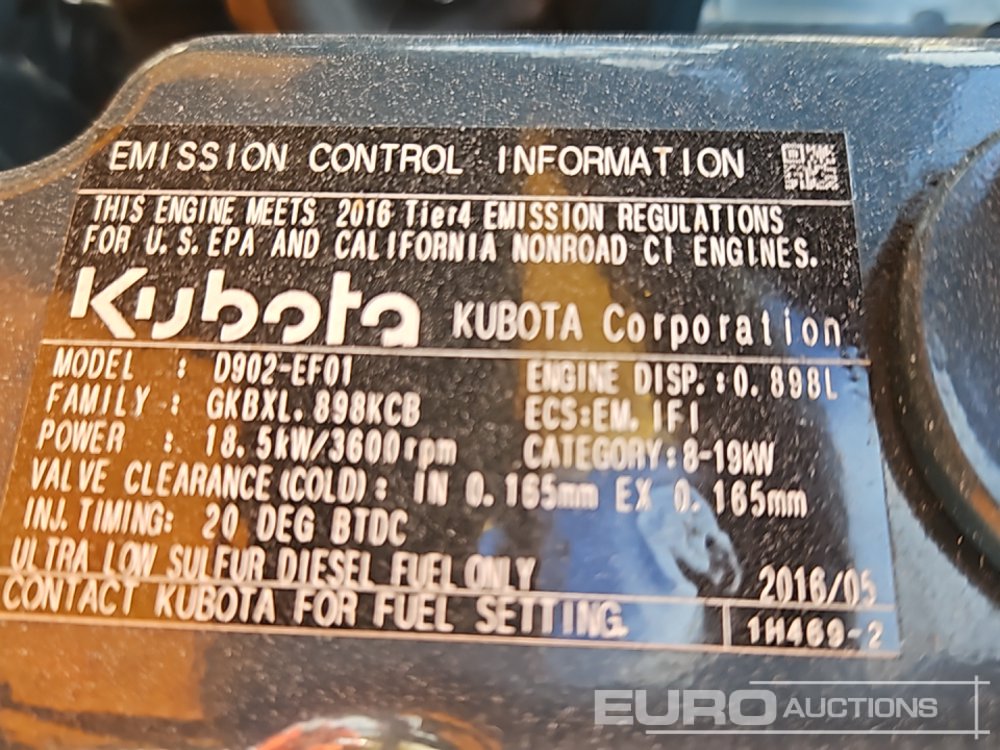 EMISSION CONTROL INFORMATION
THIS ENGINE MEETS 2016 Tier4 EMISSION REGULATIONS
FOR U.S.EPA AND CALIFORNIA NONROAD CI ENGINES.
Kubota KUBOTA Corporation
MODEL : D902-EF01 ENGINE DISP.:0.898L
FAMILY : GKBXL.898KCB ECS:EM,IFI
POWER : 18.5kW/3600rpm CATEGORY:8-19kW
VALVE CLEARANCE(COLD): IN 0.165mm EX 0.165mm
INJ.TIMING: 20 DEG BTDC
ULTRA LOW SULFUR DIESEL FUEL ONLY 2016/05
CONTACT KUBOTA FOR FUEL SETTING. 1H469-2
EURO AUCTIONS